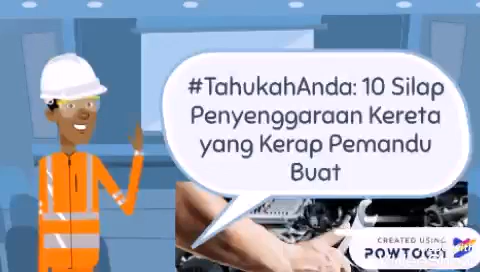 #TahukahAnda: 10 Silap
Penyenggaraan Kereta
yang Kerap Pemandu
Buat
CREATED USING
POWTOON